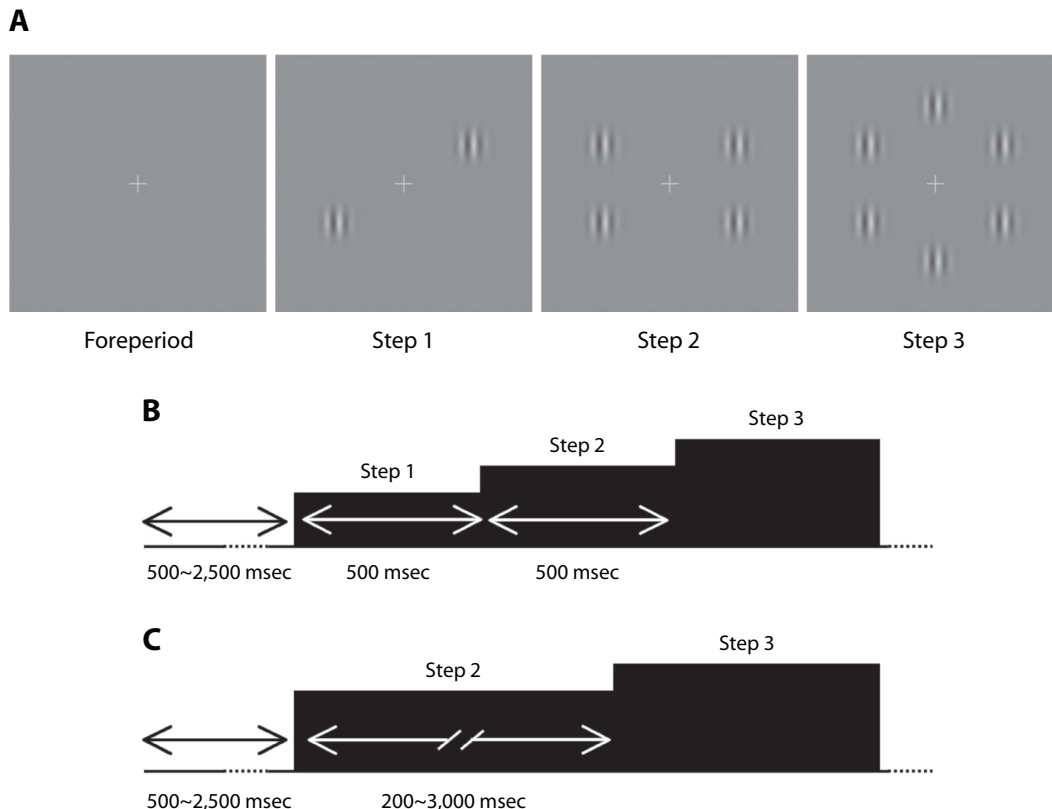 A
Foreperiod Step 1 Step 2 Step 3
B
Step 3
Step 2
Step 1
500~2,500 msec 500 msec 500 msec
C
Step 3
Step 2
500~2,500 msec 200~3,000 msec